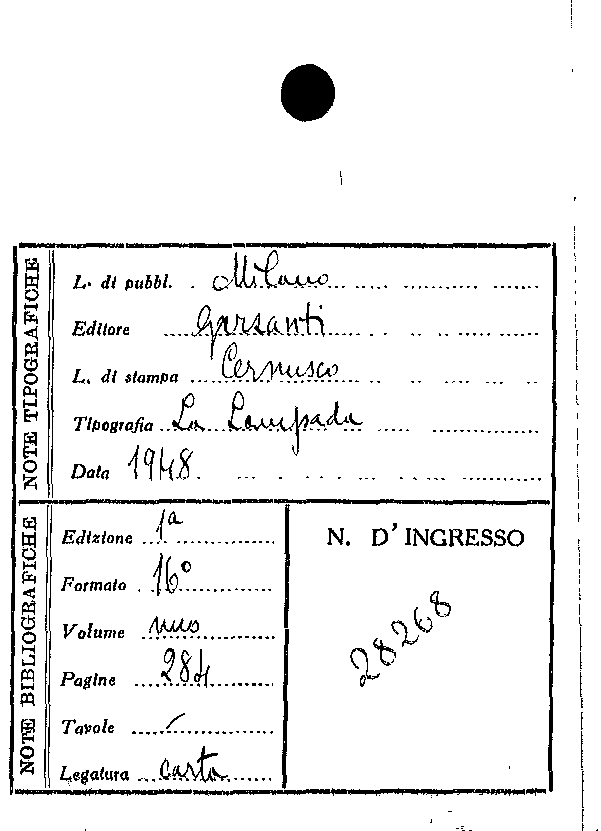 NOTE TIPOGRAFICHE
L. di pubbl. Milano
Editore Garsanti
L. di stampa Cernusco
Tipografia La Lampada
Data 1948.
NOTE BIBLIOGRAFICHE
Edizione 1ª
Formato 16°
Volume uno
Pagine 284
Tavole /
Legatura carta
N. D'INGRESSO
28268